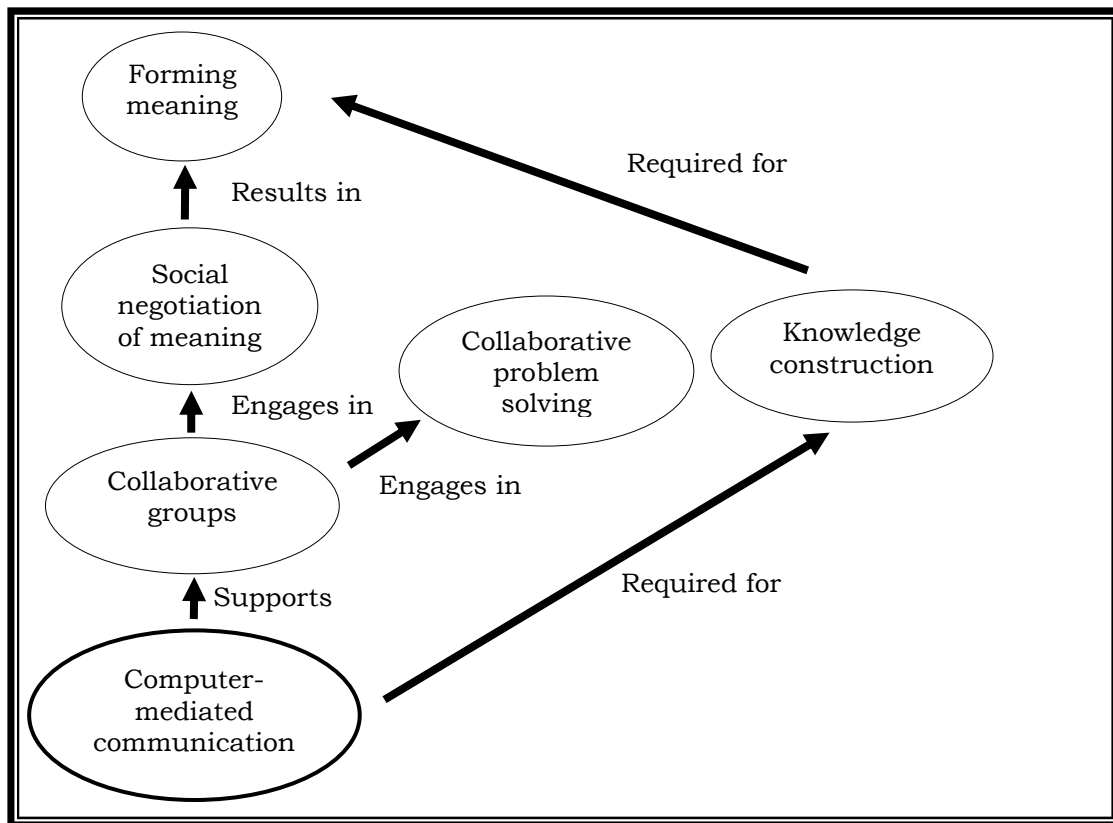 Forming
meaning
Required for
Results in
Social
negotiation
of meaning
Collaborative
problem
solving
Knowledge
construction
Engages in
Engages in
Collaborative
groups
Supports
Required for
Computer-
mediated
communication